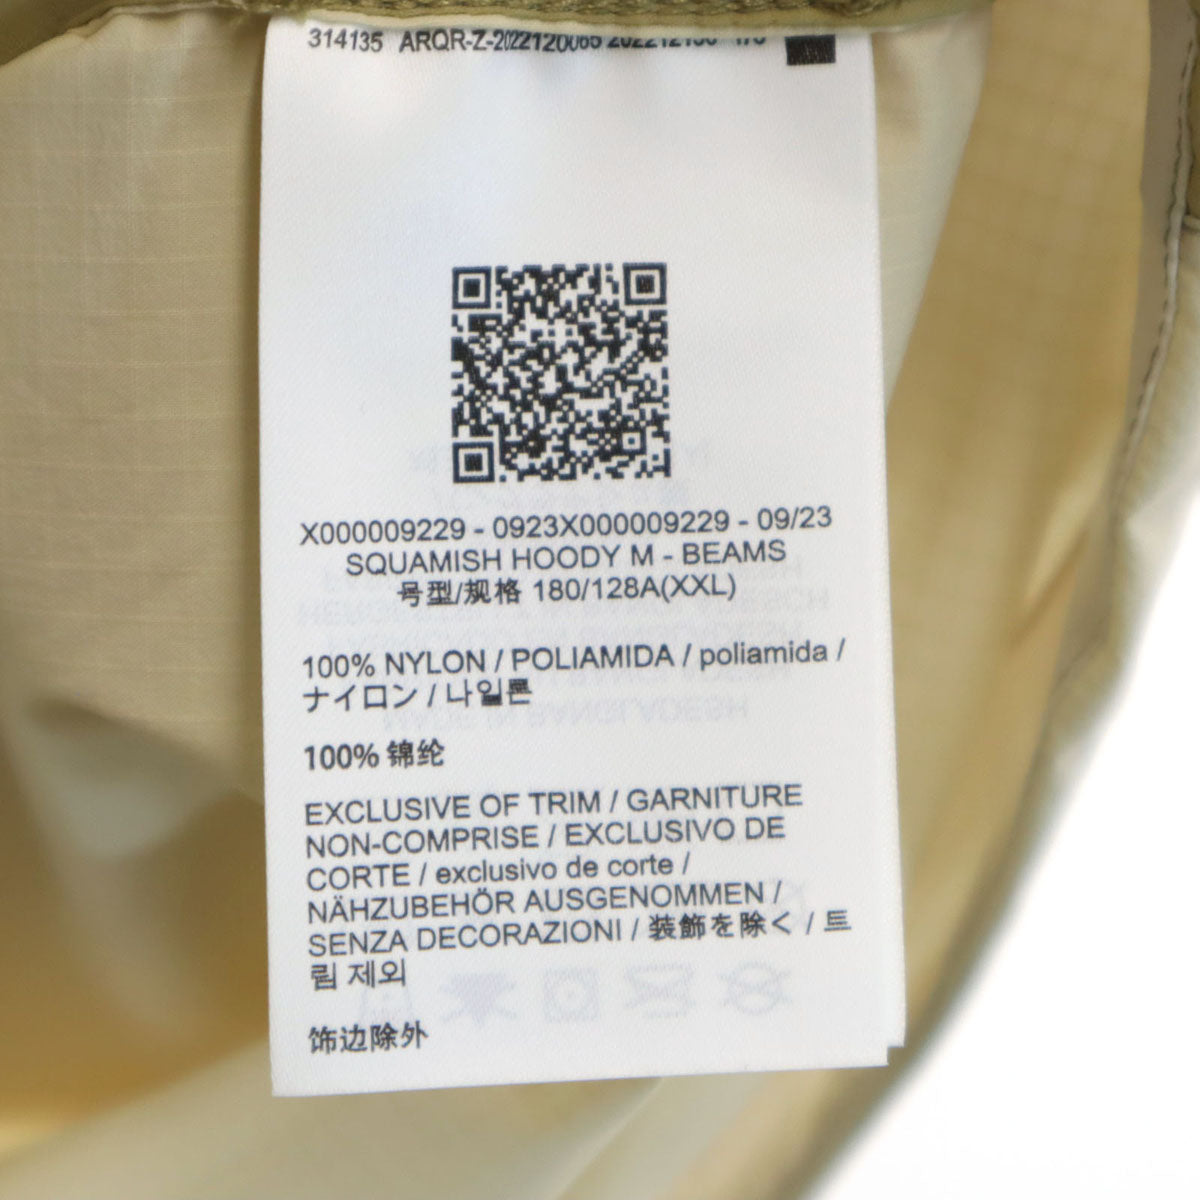 314135 ARQR-Z-2022120065
X000009229 - 0923X000009229 - 09/23
SQUAMISH HOODY M - BEAMS
号型/规格 180/128A(XXL)
100% NYLON / POLIAMIDA / poliamida /
ナイロン / 나일론
100% 锦纶
EXCLUSIVE OF TRIM / GARNITURE
NON-COMPRISE / EXCLUSIVO DE
CORTE / exclusivo de corte /
NÄHZUBEHÖR AUSGENOMMEN /
SENZA DECORAZIONI / 装飾を除く / 트
림 제외
饰边除外